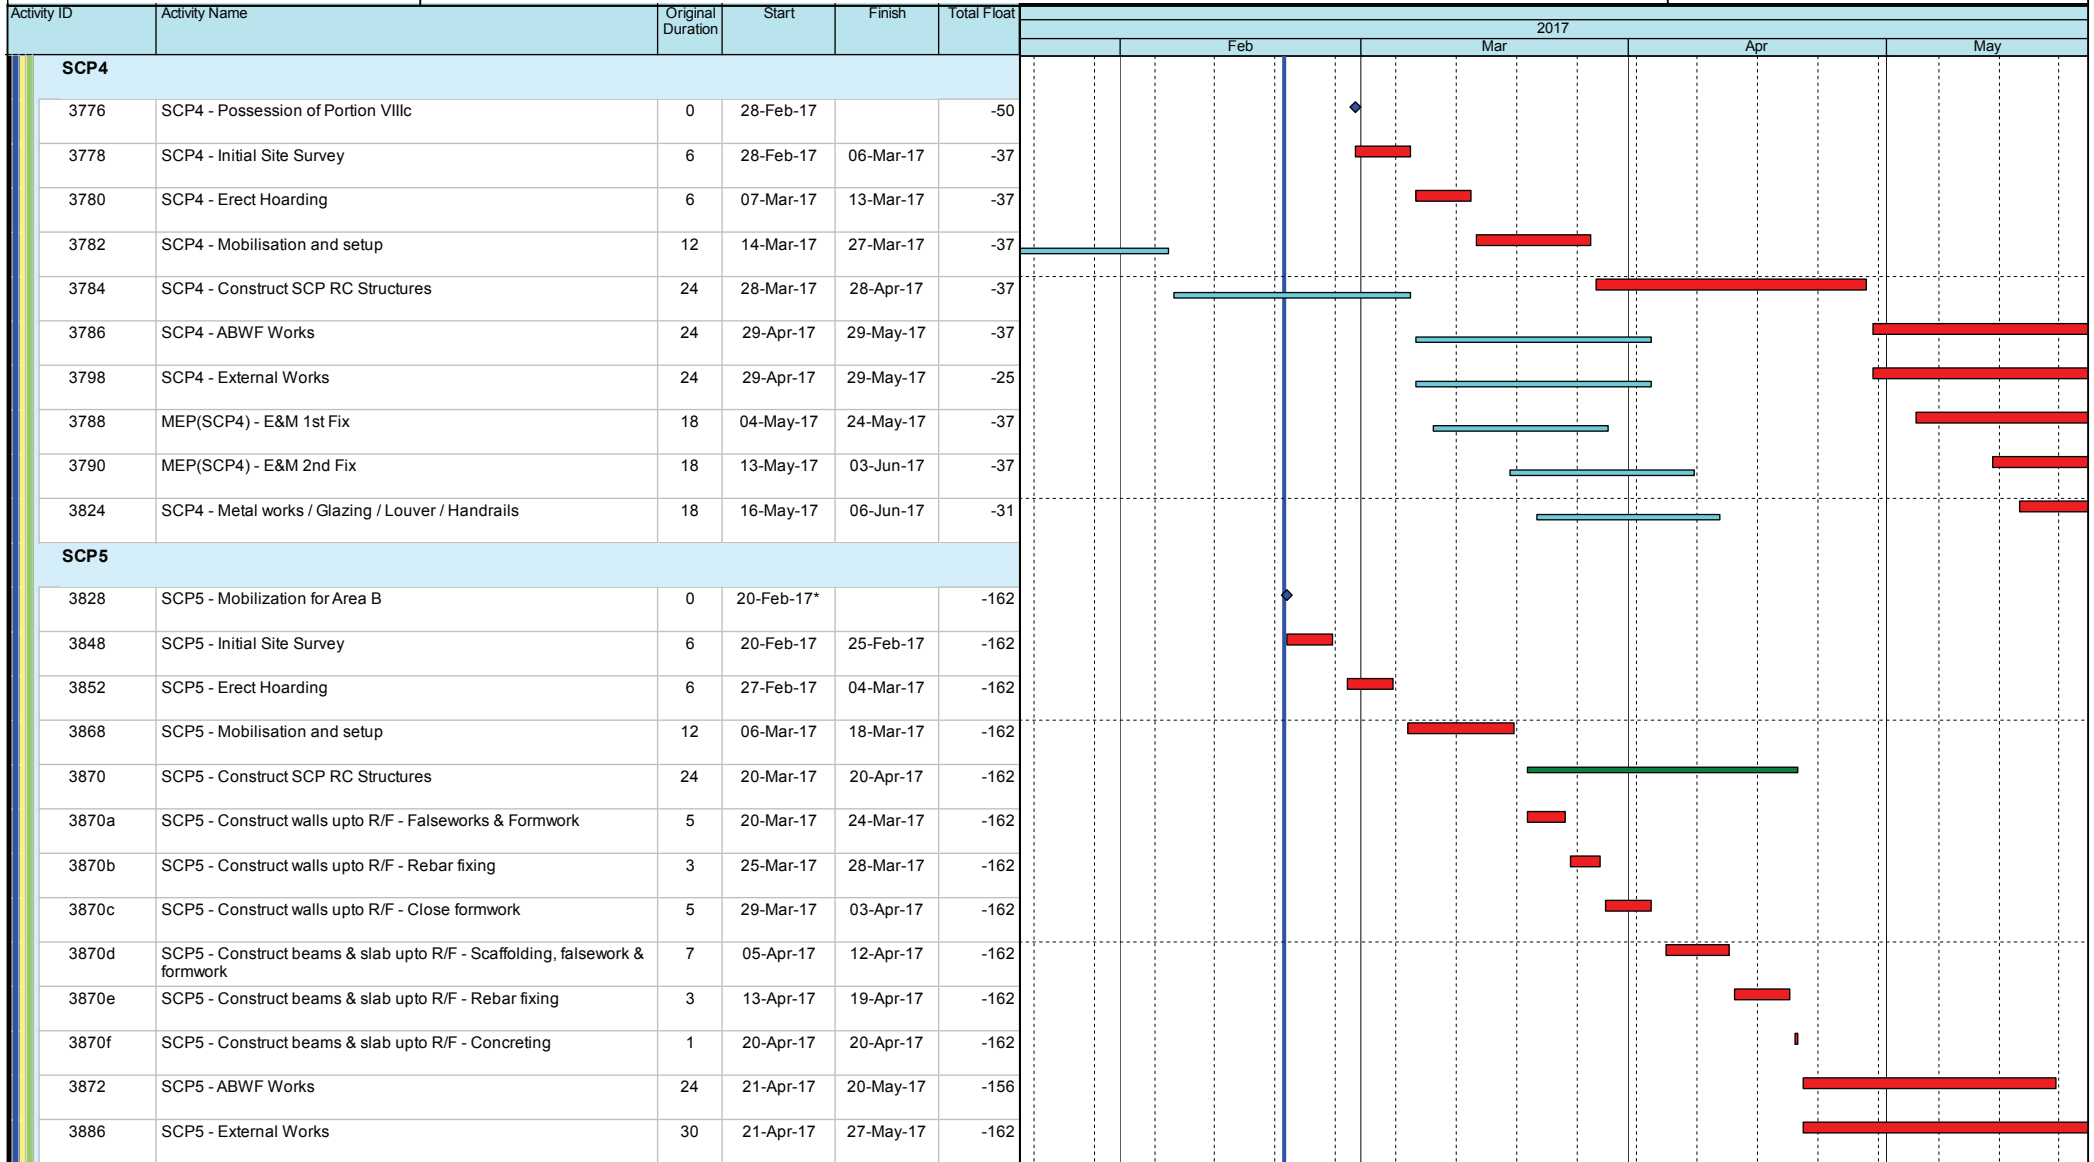 Activity ID Activity Name Original Start Finish Total Float
Duration
2017
Feb Mar Apr May
SCP4
3776 SCP4 - Possession of Portion VIIIc 0 28-Feb-17 -50
3778 SCP4 - Initial Site Survey 6 28-Feb-17 06-Mar-17 -37
3780 SCP4 - Erect Hoarding 6 07-Mar-17 13-Mar-17 -37
3782 SCP4 - Mobilisation and setup 12 14-Mar-17 27-Mar-17 -37
3784 SCP4 - Construct SCP RC Structures 24 28-Mar-17 28-Apr-17 -37
3786 SCP4 - ABWF Works 24 29-Apr-17 29-May-17 -37
3798 SCP4 - External Works 24 29-Apr-17 29-May-17 -25
3788 MEP(SCP4) - E&M 1st Fix 18 04-May-17 24-May-17 -37
3790 MEP(SCP4) - E&M 2nd Fix 18 13-May-17 03-Jun-17 -37
3824 SCP4 - Metal works / Glazing / Louver / Handrails 18 16-May-17 06-Jun-17 -31
SCP5
3828 SCP5 - Mobilization for Area B 0 20-Feb-17* -162
3848 SCP5 - Initial Site Survey 6 20-Feb-17 25-Feb-17 -162
3852 SCP5 - Erect Hoarding 6 27-Feb-17 04-Mar-17 -162
3868 SCP5 - Mobilisation and setup 12 06-Mar-17 18-Mar-17 -162
3870 SCP5 - Construct SCP RC Structures 24 20-Mar-17 20-Apr-17 -162
3870a SCP5 - Construct walls upto R/F - Falseworks & Formwork 5 20-Mar-17 24-Mar-17 -162
3870b SCP5 - Construct walls upto R/F - Rebar fixing 3 25-Mar-17 28-Mar-17 -162
3870c SCP5 - Construct walls upto R/F - Close formwork 5 29-Mar-17 03-Apr-17 -162
3870d SCP5 - Construct beams & slab upto R/F - Scaffolding, falsework & 7 05-Apr-17 12-Apr-17 -162
formwork
3870e SCP5 - Construct beams & slab upto R/F - Rebar fixing 3 13-Apr-17 19-Apr-17 -162
3870f SCP5 - Construct beams & slab upto R/F - Concreting 1 20-Apr-17 20-Apr-17 -162
3872 SCP5 - ABWF Works 24 21-Apr-17 20-May-17 -156
3886 SCP5 - External Works 30 21-Apr-17 27-May-17 -162